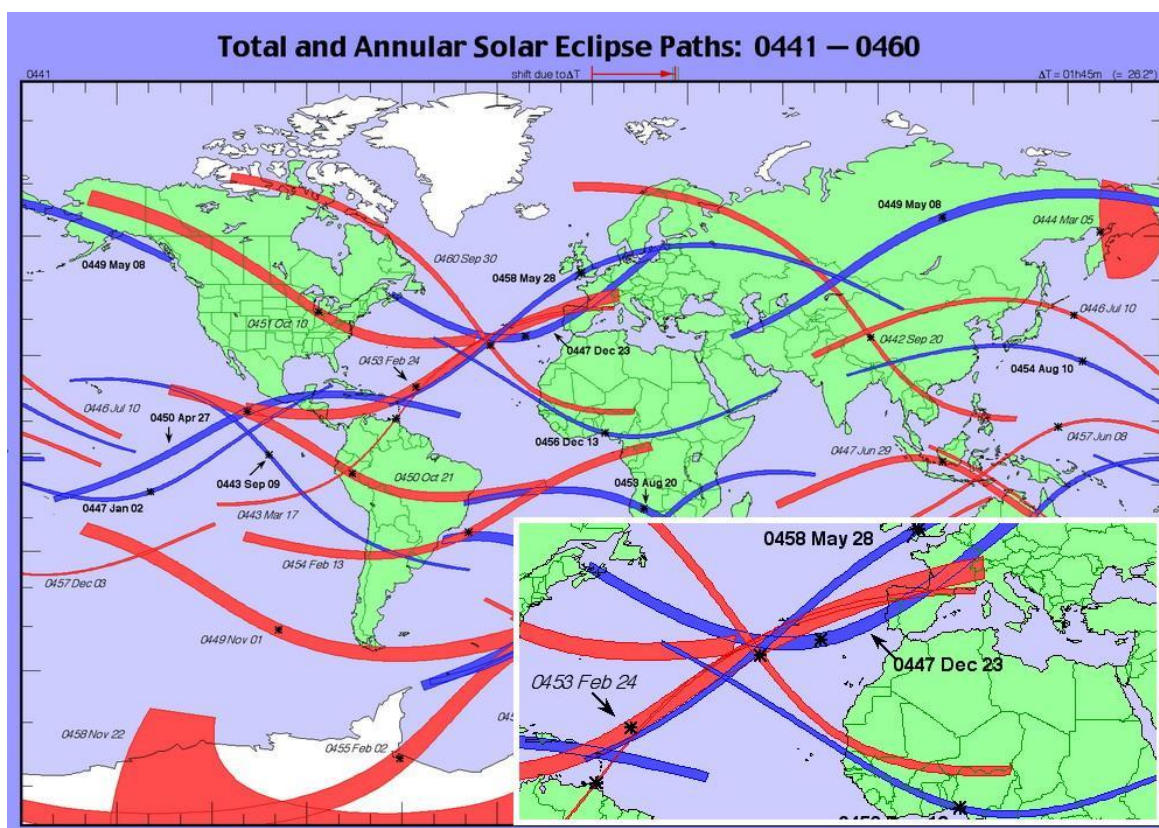 Total and Annular Solar Eclipse Paths: 0441 — 0460
0441
shift due to ΔT
ΔT = 01h45m (= 26.2°)
0449 May 08
0444 Mar 05
0460 Sep 30
0449 May 08
0458 May 28
0446 Jul 10
0451 Oct 10
0442 Sep 20
0447 Dec 23
0453 Feb 24
0454 Aug 10
0446 Jul 10
0450 Apr 27
0457 Jun 08
0456 Dec 13
0447 Jun 29
0443 Sep 09
0450 Oct 21
0453 Aug 20
0447 Jan 02
0443 Mar 17
0454 Feb 13
0457 Dec 03
0449 Nov 01
0458 Nov 22
0455 Feb 02
0458 May 28
0447 Dec 23
0453 Feb 24